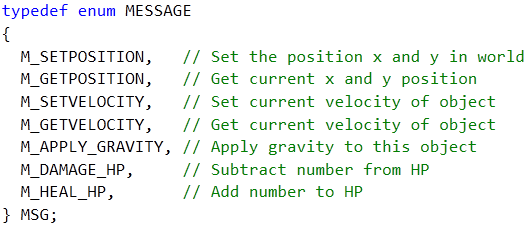 typedef enum MESSAGE
{
  M_SETPOSITION,   // Set the position x and y in world
  M_GETPOSITION,   // Get current x and y position
  M_SETVELOCITY,   // Set current velocity of object
  M_GETVELOCITY,   // Get current velocity of object
  M_APPLY_GRAVITY, // Apply gravity to this object
  M_DAMAGE_HP,     // Subtract number from HP
  M_HEAL_HP,       // Add number to HP
} MSG;